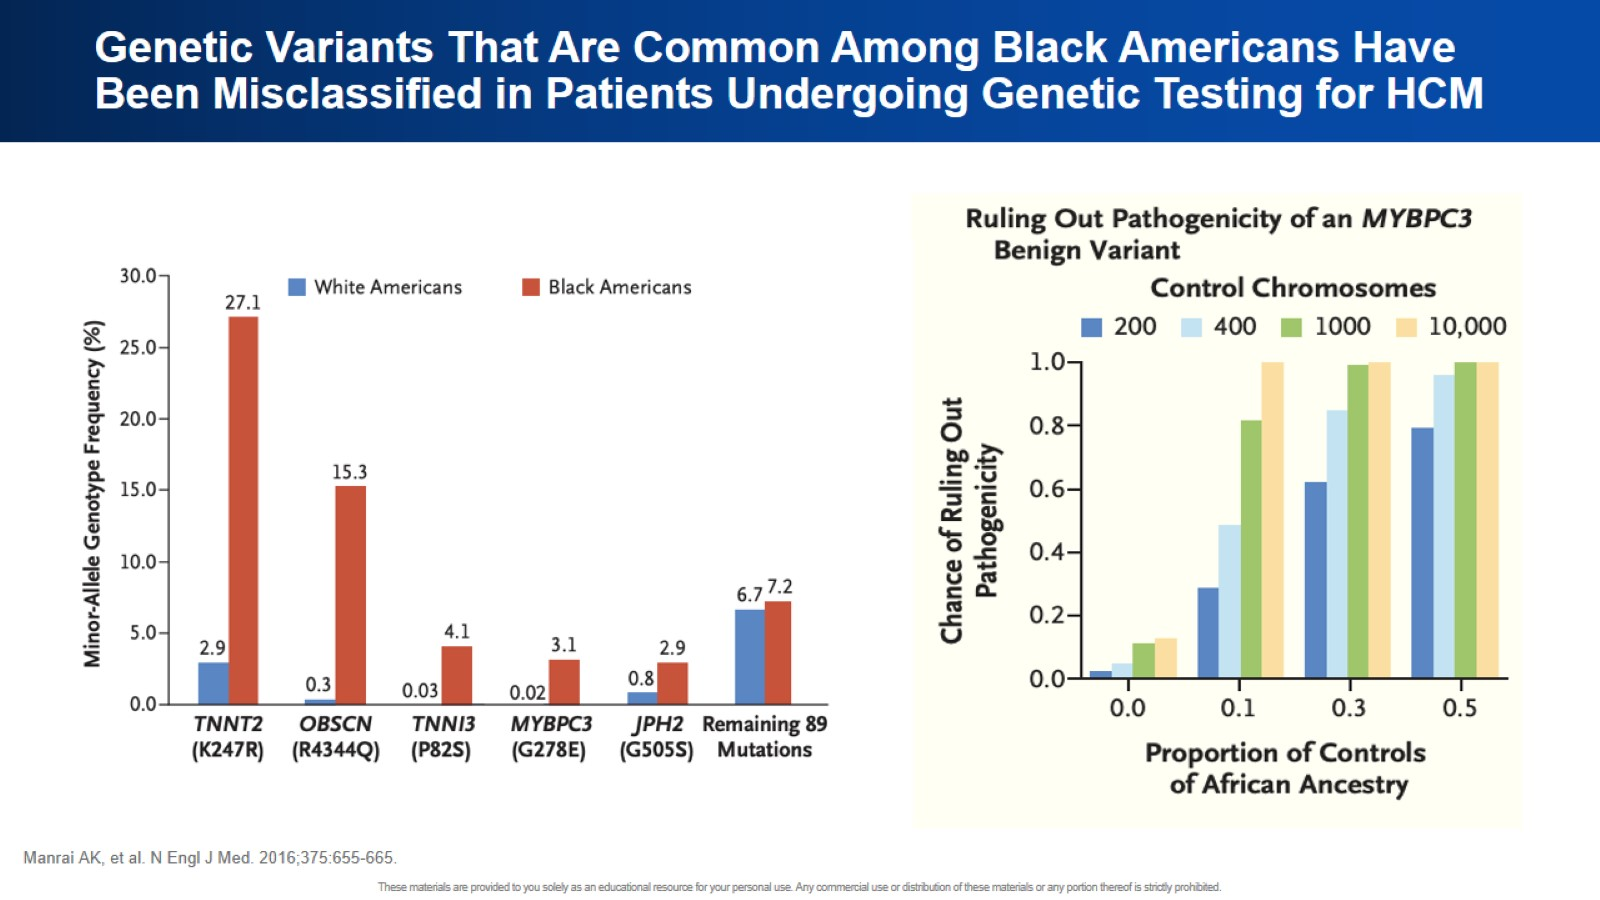 Genetic Variants That Are Common Among Black Americans Have
Been Misclassified in Patients Undergoing Genetic Testing for HCM
Minor-Allele Genotype Frequency (%)
30.0
25.0
20.0
15.0
10.0
5.0
0.0
White Americans
Black Americans
2.9
27.1
0.3
15.3
0.03
4.1
0.02
3.1
0.8
2.9
6.7
7.2
TNNT2
(K247R)
OBSCN
(R4344Q)
TNNI3
(P82S)
MYBPC3
(G278E)
JPH2
(G505S)
Remaining 89
Mutations
Ruling Out Pathogenicity of an MYBPC3
Benign Variant
Control Chromosomes
200
400
1000
10,000
Chance of Ruling Out
Pathogenicity
1.0
0.8
0.6
0.4
0.2
0.0
0.0
0.1
0.3
0.5
Proportion of Controls
of African Ancestry
Manrai AK, et al. N Engl J Med. 2016;375:655-665.
These materials are provided to you solely as an educational resource for your personal use. Any commercial use or distribution of these materials or any portion thereof is strictly prohibited.